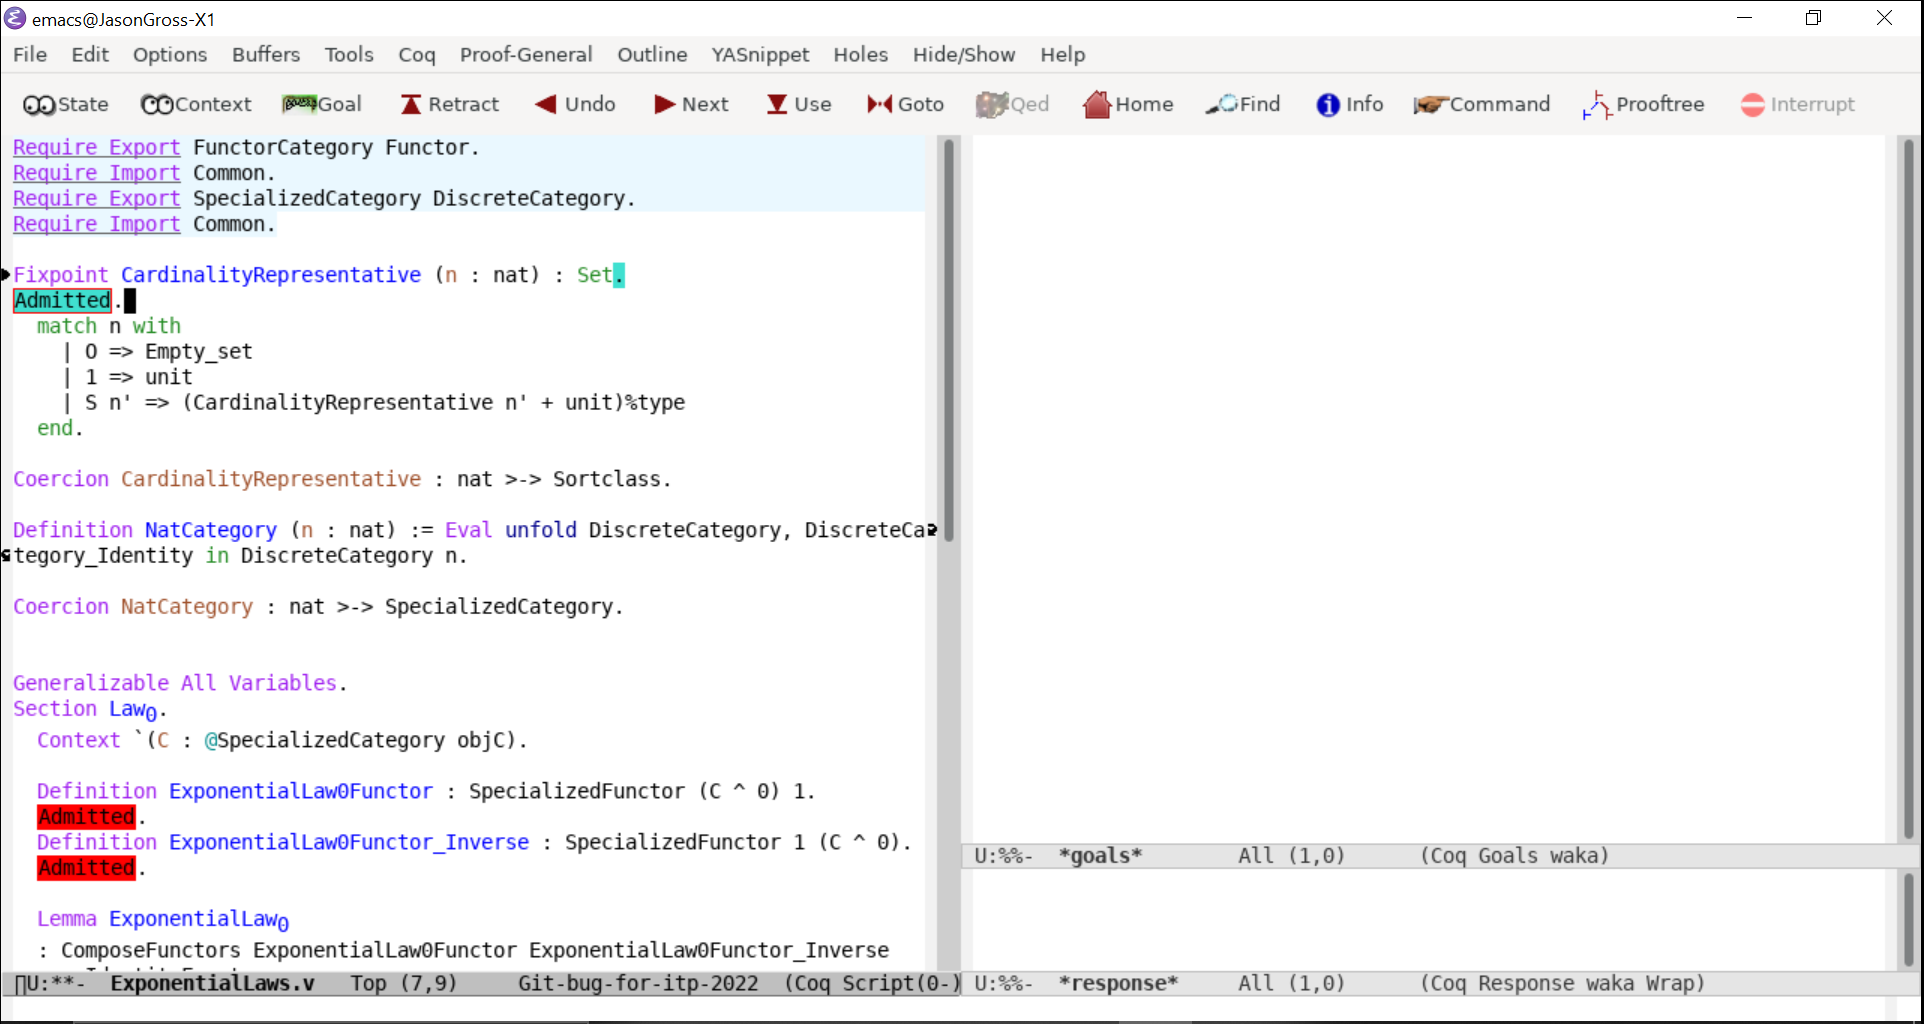 emacs@JasonGross-X1
File Edit Options Buffers Tools Coq Proof-General Outline YASnippet Holes Hide/Show Help
State Context Goal Retract Undo Next Use Goto Qed Home Find Info Command Prooftree Interrupt
Require Export FunctorCategory Functor.
Require Import Common.
Require Export SpecializedCategory DiscreteCategory.
Require Import Common.
Fixpoint CardinalityRepresentative (n : nat) : Set.
Admitted.
match n with
| O => Empty_set
| 1 => unit
| S n' => (CardinalityRepresentative n' + unit)%type
end.
Coercion CardinalityRepresentative : nat >-> Sortclass.
Definition NatCategory (n : nat) := Eval unfold DiscreteCategory, DiscreteCa
tegory_Identity in DiscreteCategory n.
Coercion NatCategory : nat >-> SpecializedCategory.
Generalizable All Variables.
Section Law0.
Context `(C : @SpecializedCategory objC).
Definition ExponentialLaw0Functor : SpecializedFunctor (C ^ 0) 1.
Admitted.
Definition ExponentialLaw0Functor_Inverse : SpecializedFunctor 1 (C ^ 0).
Admitted.
Lemma ExponentialLaw0
: ComposeFunctors ExponentialLaw0Functor ExponentialLaw0Functor_Inverse
U:**- ExponentialLaws.v Top (7,9) Git-bug-for-itp-2022 (Coq Script(0-)
U:%%- *goals* All (1,0) (Coq Goals waka)
U:%%- *response* All (1,0) (Coq Response waka Wrap)